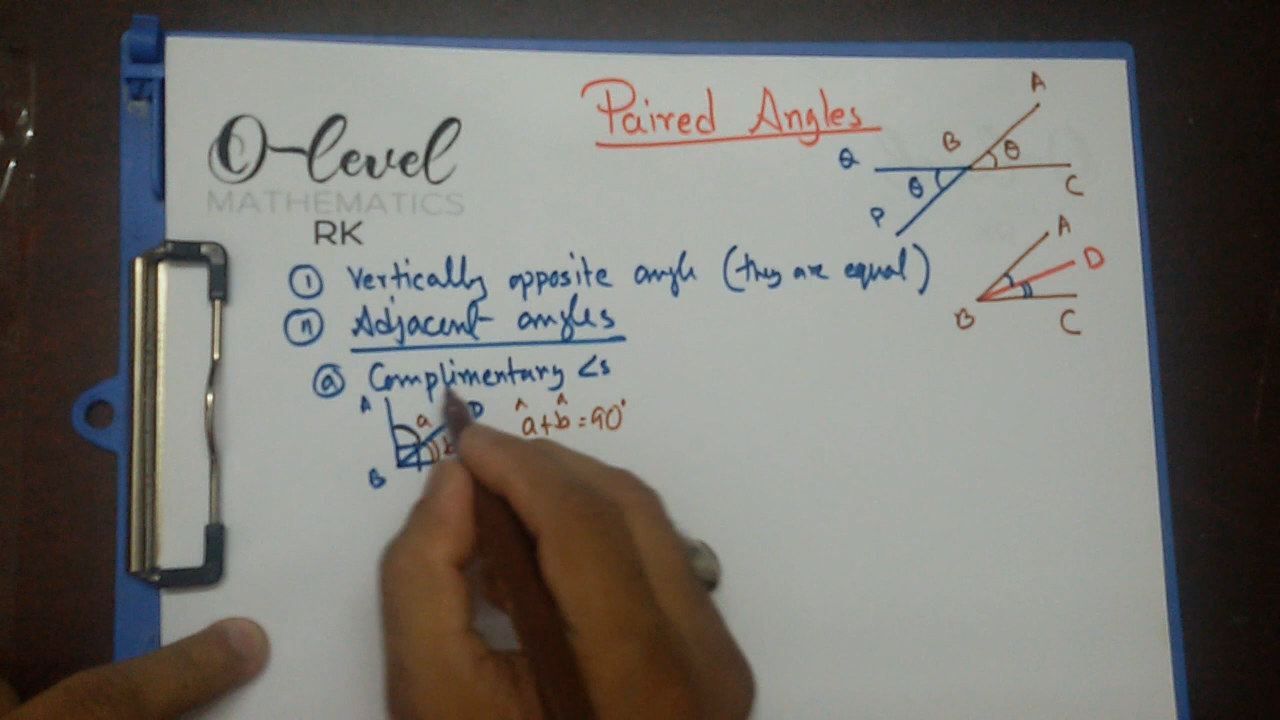 Paired Angles
O-level
MATHEMATICS
RK
A
B θ
Q
θ
C
P
① Vertically opposite angle (they are equal)
A
D
B
C
② Adjacent angles
ⓐ Complimentary ∠s
A
D
a
b
B
â + b̂ = 90°